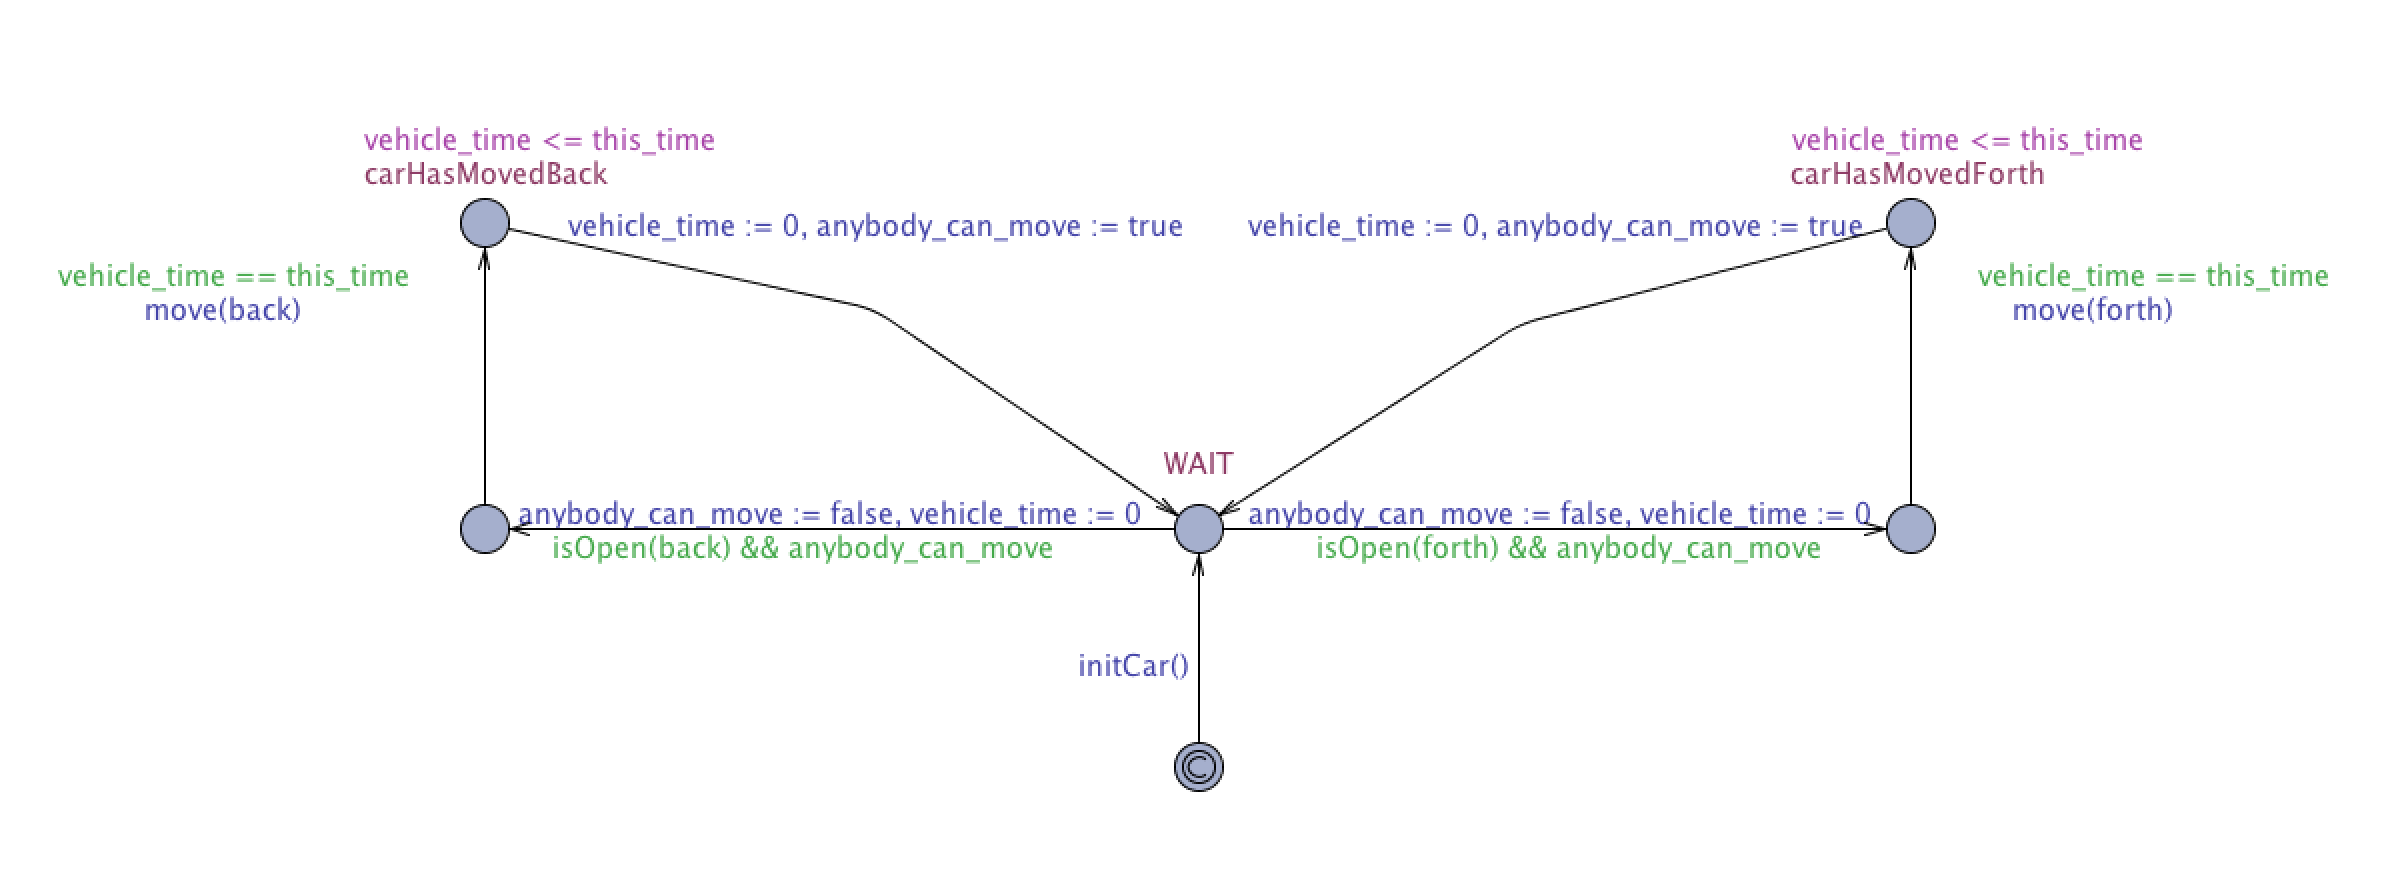 vehicle_time <= this_time
carHasMovedBack
vehicle_time <= this_time
carHasMovedForth
vehicle_time := 0, anybody_can_move := true
vehicle_time := 0, anybody_can_move := true
vehicle_time == this_time
move(back)
vehicle_time == this_time
move(forth)
WAIT
anybody_can_move := false, vehicle_time := 0
isOpen(back) && anybody_can_move
anybody_can_move := false, vehicle_time := 0
isOpen(forth) && anybody_can_move
initCar()
C